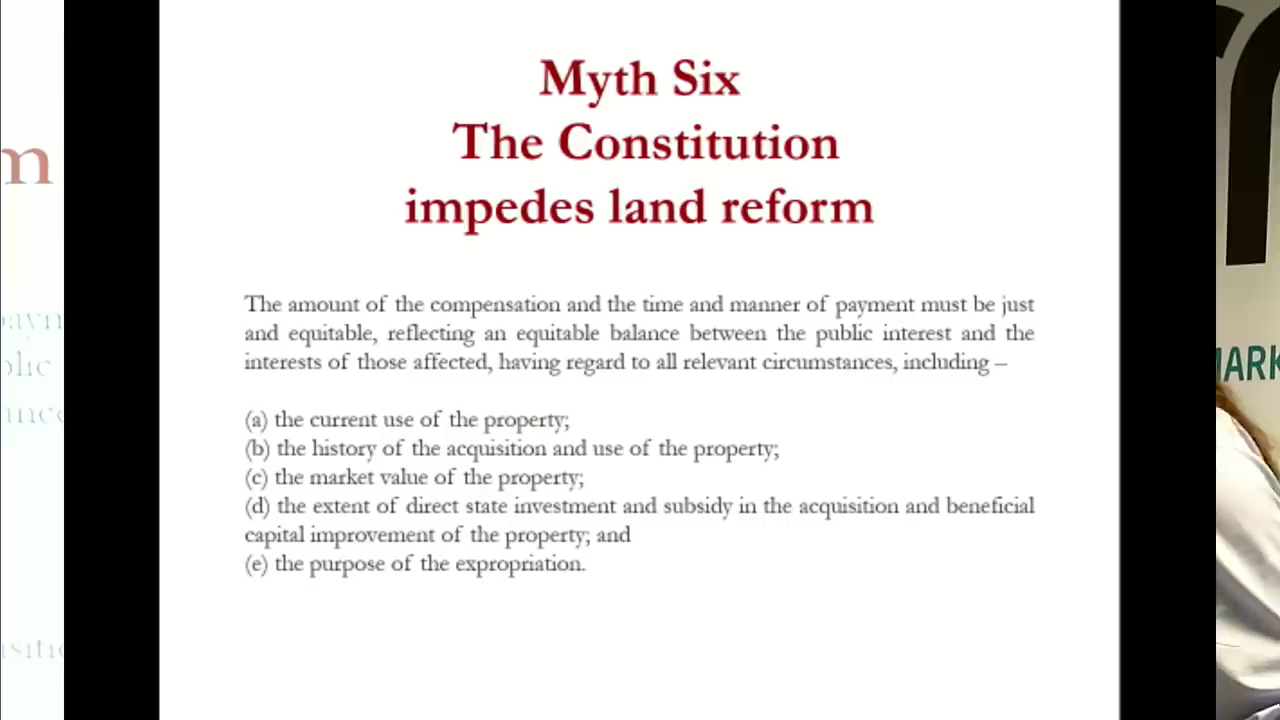 Myth Six
The Constitution
impedes land reform
The amount of the compensation and the time and manner of payment must be just
and equitable, reflecting an equitable balance between the public interest and the
interests of those affected, having regard to all relevant circumstances, including –
(a) the current use of the property;
(b) the history of the acquisition and use of the property;
(c) the market value of the property;
(d) the extent of direct state investment and subsidy in the acquisition and beneficial
capital improvement of the property; and
(e) the purpose of the expropriation.